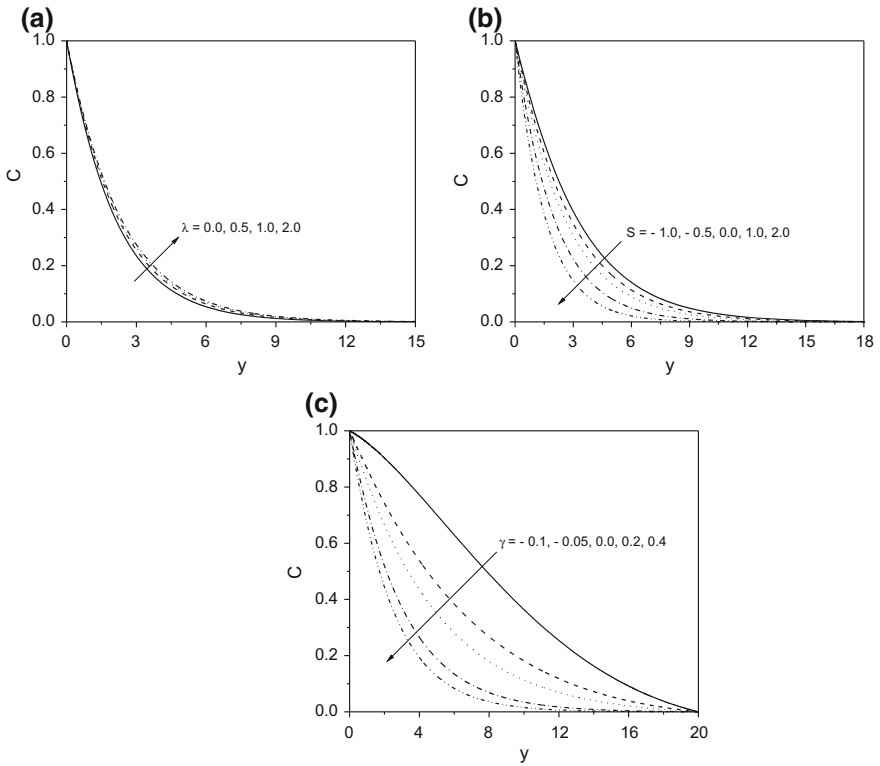 (a)
1.0
0.8
0.6
0.4
0.2
0.0
C
λ = 0.0, 0.5, 1.0, 2.0
0 3 6 9 12 15
y
(b)
1.0
0.8
0.6
0.4
0.2
0.0
C
S = - 1.0, - 0.5, 0.0, 1.0, 2.0
0 3 6 9 12 15 18
y
(c)
1.0
0.8
0.6
0.4
0.2
0.0
C
γ = - 0.1, - 0.05, 0.0, 0.2, 0.4
0 4 8 12 16 20
y